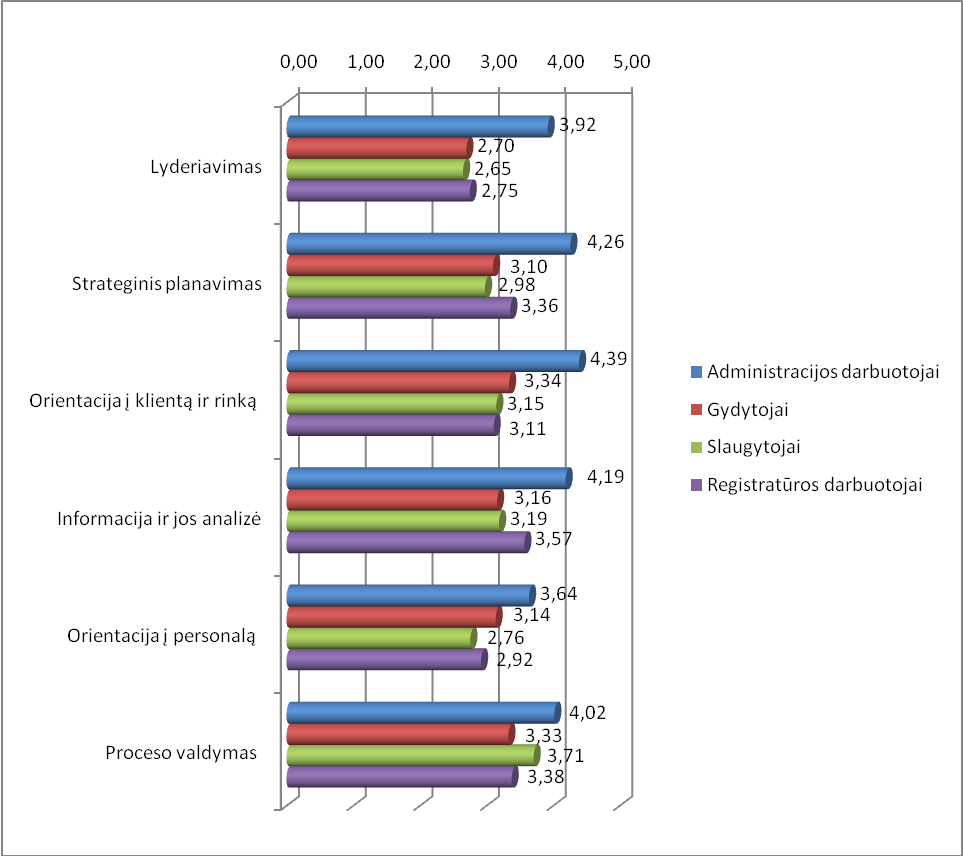 0,00 1,00 2,00 3,00 4,00 5,00
Lyderiavimas
3,92
2,70
2,65
2,75
Strateginis planavimas
4,26
3,10
2,98
3,36
Orientacija į klientą ir rinką
4,39
3,34
3,15
3,11
Informacija ir jos analizė
4,19
3,16
3,19
3,57
Orientacija į personalą
3,64
3,14
2,76
2,92
Proceso valdymas
4,02
3,33
3,71
3,38
Administracijos darbuotojai
Gydytojai
Slaugytojai
Registratūros darbuotojai